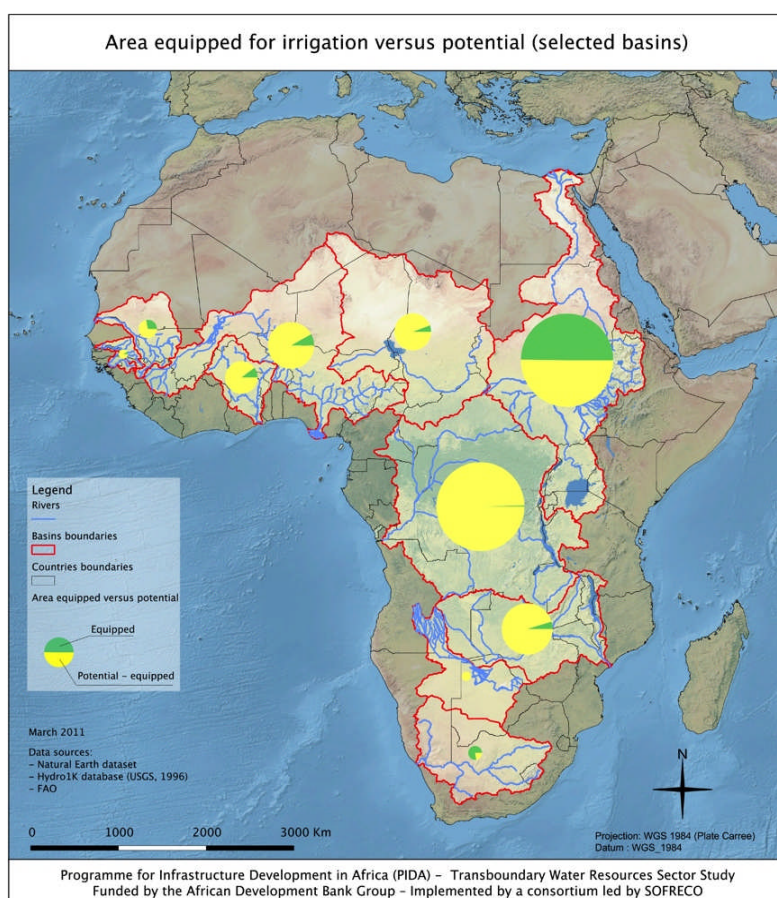 Area equipped for irrigation versus potential (selected basins)
Legend
Rivers
Basins boundaries
Countries boundaries
Area equipped versus potential
Equipped
Potential - equipped
March 2011
Data sources:
- Natural Earth dataset
- Hydro1K database (USGS, 1996)
- FAO
0 1000 2000 3000 Km
N
Projection: WGS 1984 (Plate Carree)
Datum : WGS_1984
Programme for Infrastructure Development in Africa (PIDA) - Transboundary Water Resources Sector Study
Funded by the African Development Bank Group - Implemented by a consortium led by SOFRECO